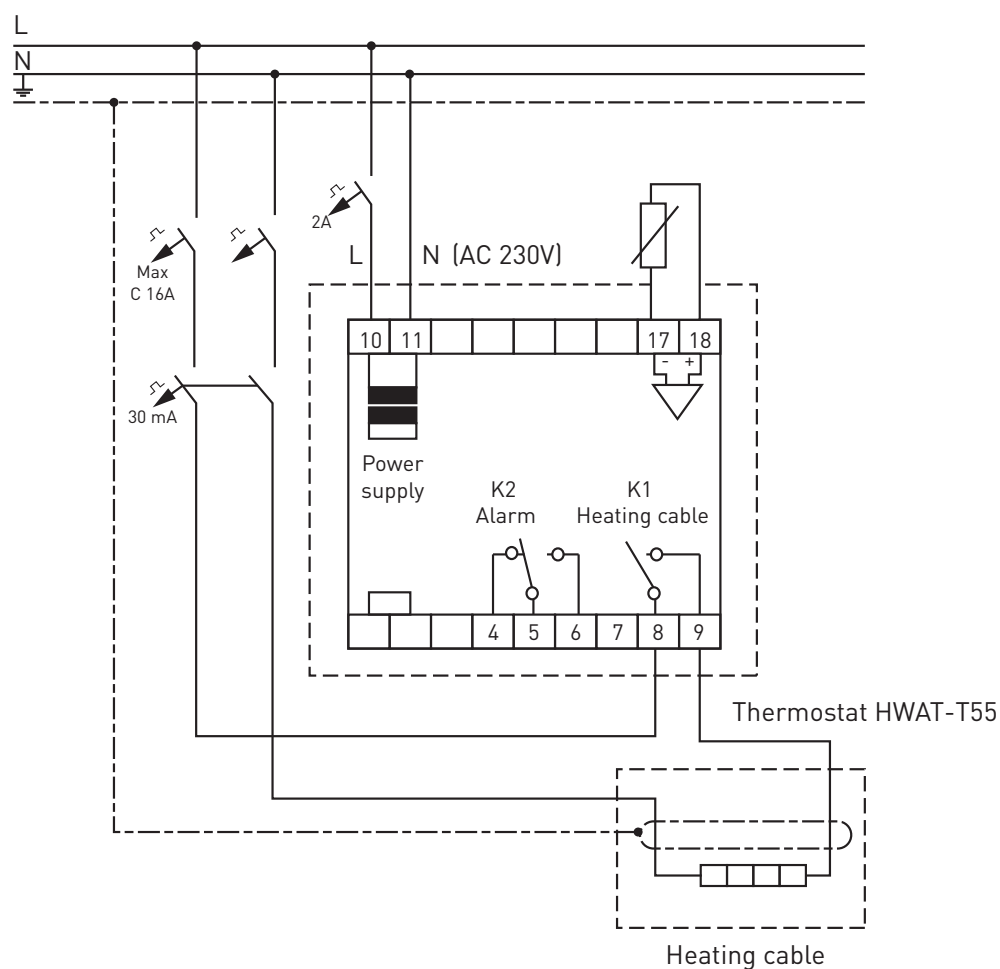 L
N
2A
L N (AC 230V)
Max
C 16A
10 11 17 18
- +
30 mA
Power
supply
K2
Alarm
K1
Heating cable
4 5 6 7 8 9
Thermostat HWAT-T55
Heating cable